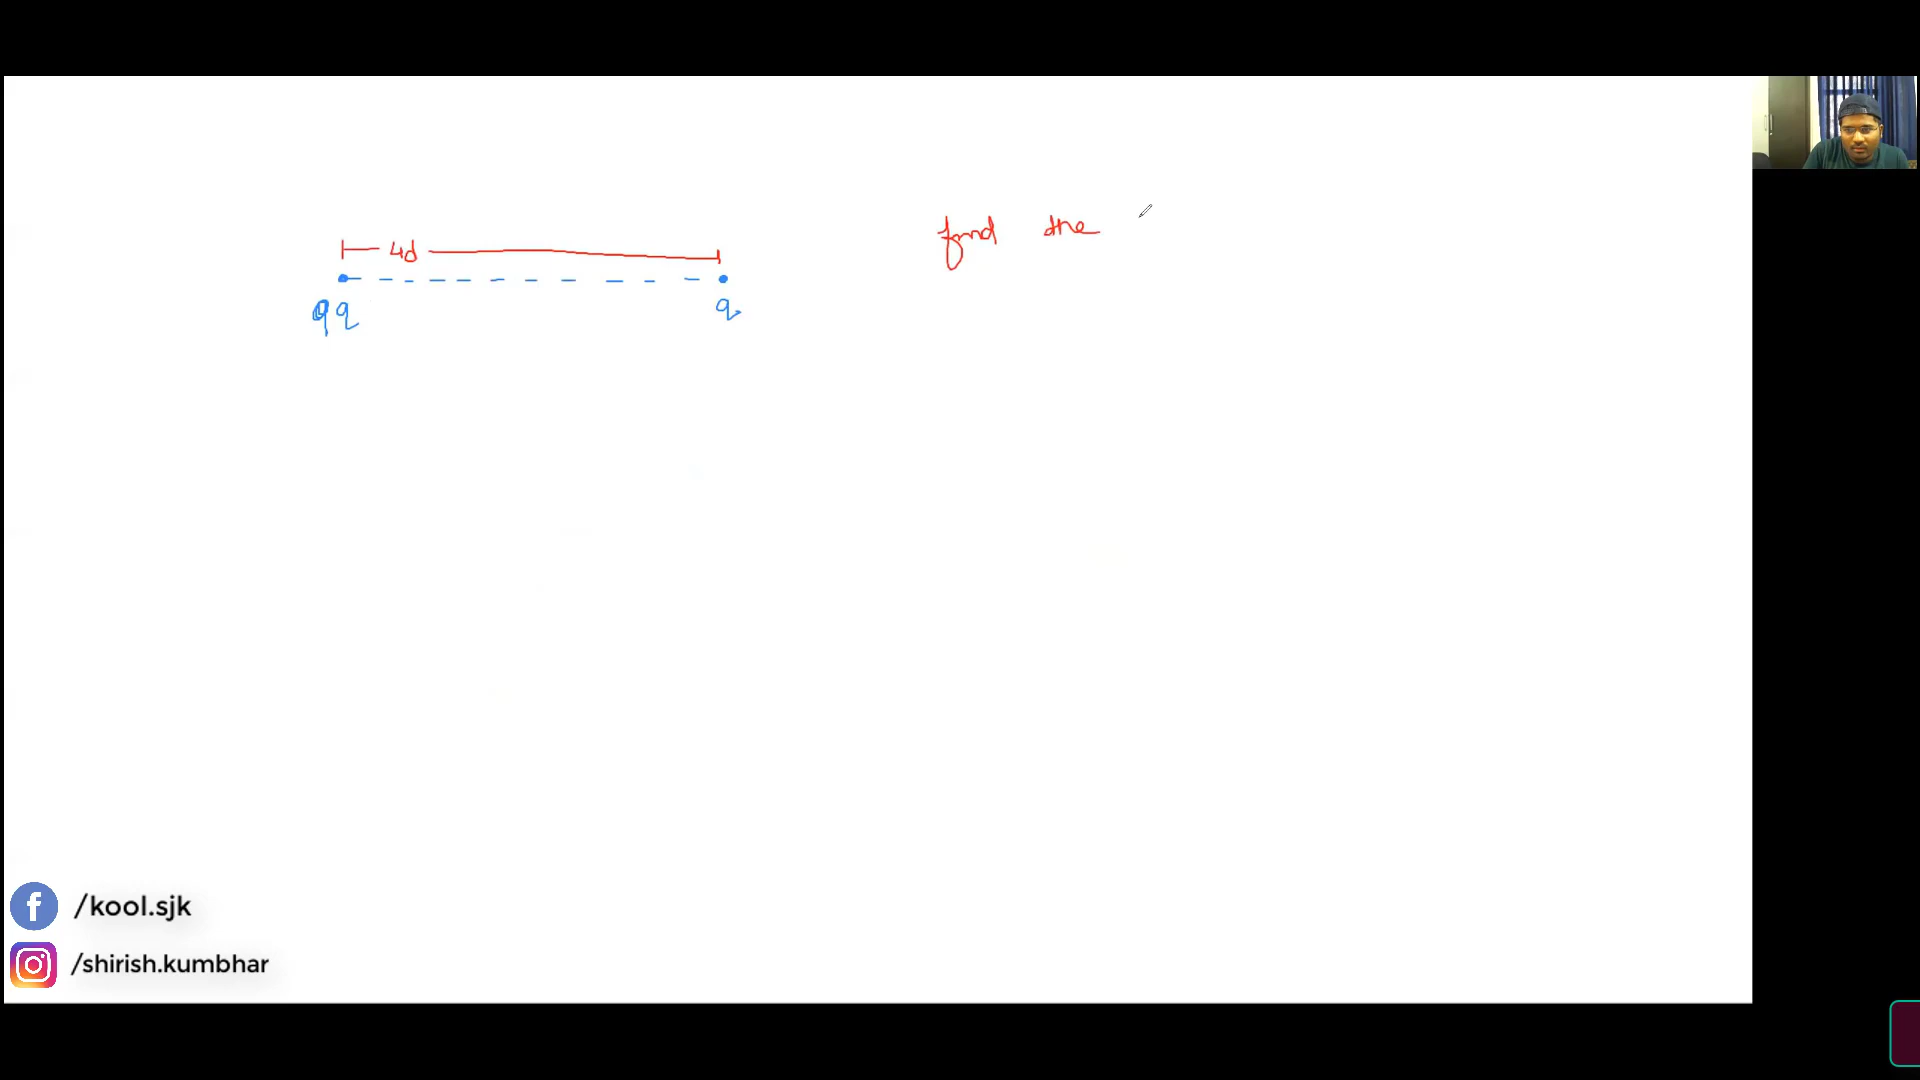 find the
4d
9q
q
/kool.sjk
/shirish.kumbhar